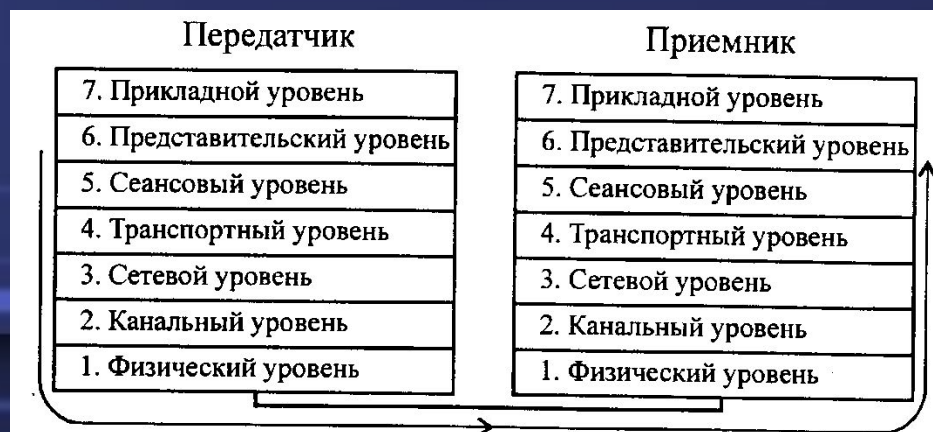 Передатчик
7. Прикладной уровень
6. Представительский уровень
5. Сеансовый уровень
4. Транспортный уровень
3. Сетевой уровень
2. Канальный уровень
1. Физический уровень
Приемник
7. Прикладной уровень
6. Представительский уровень
5. Сеансовый уровень
4. Транспортный уровень
3. Сетевой уровень
2. Канальный уровень
1. Физический уровень